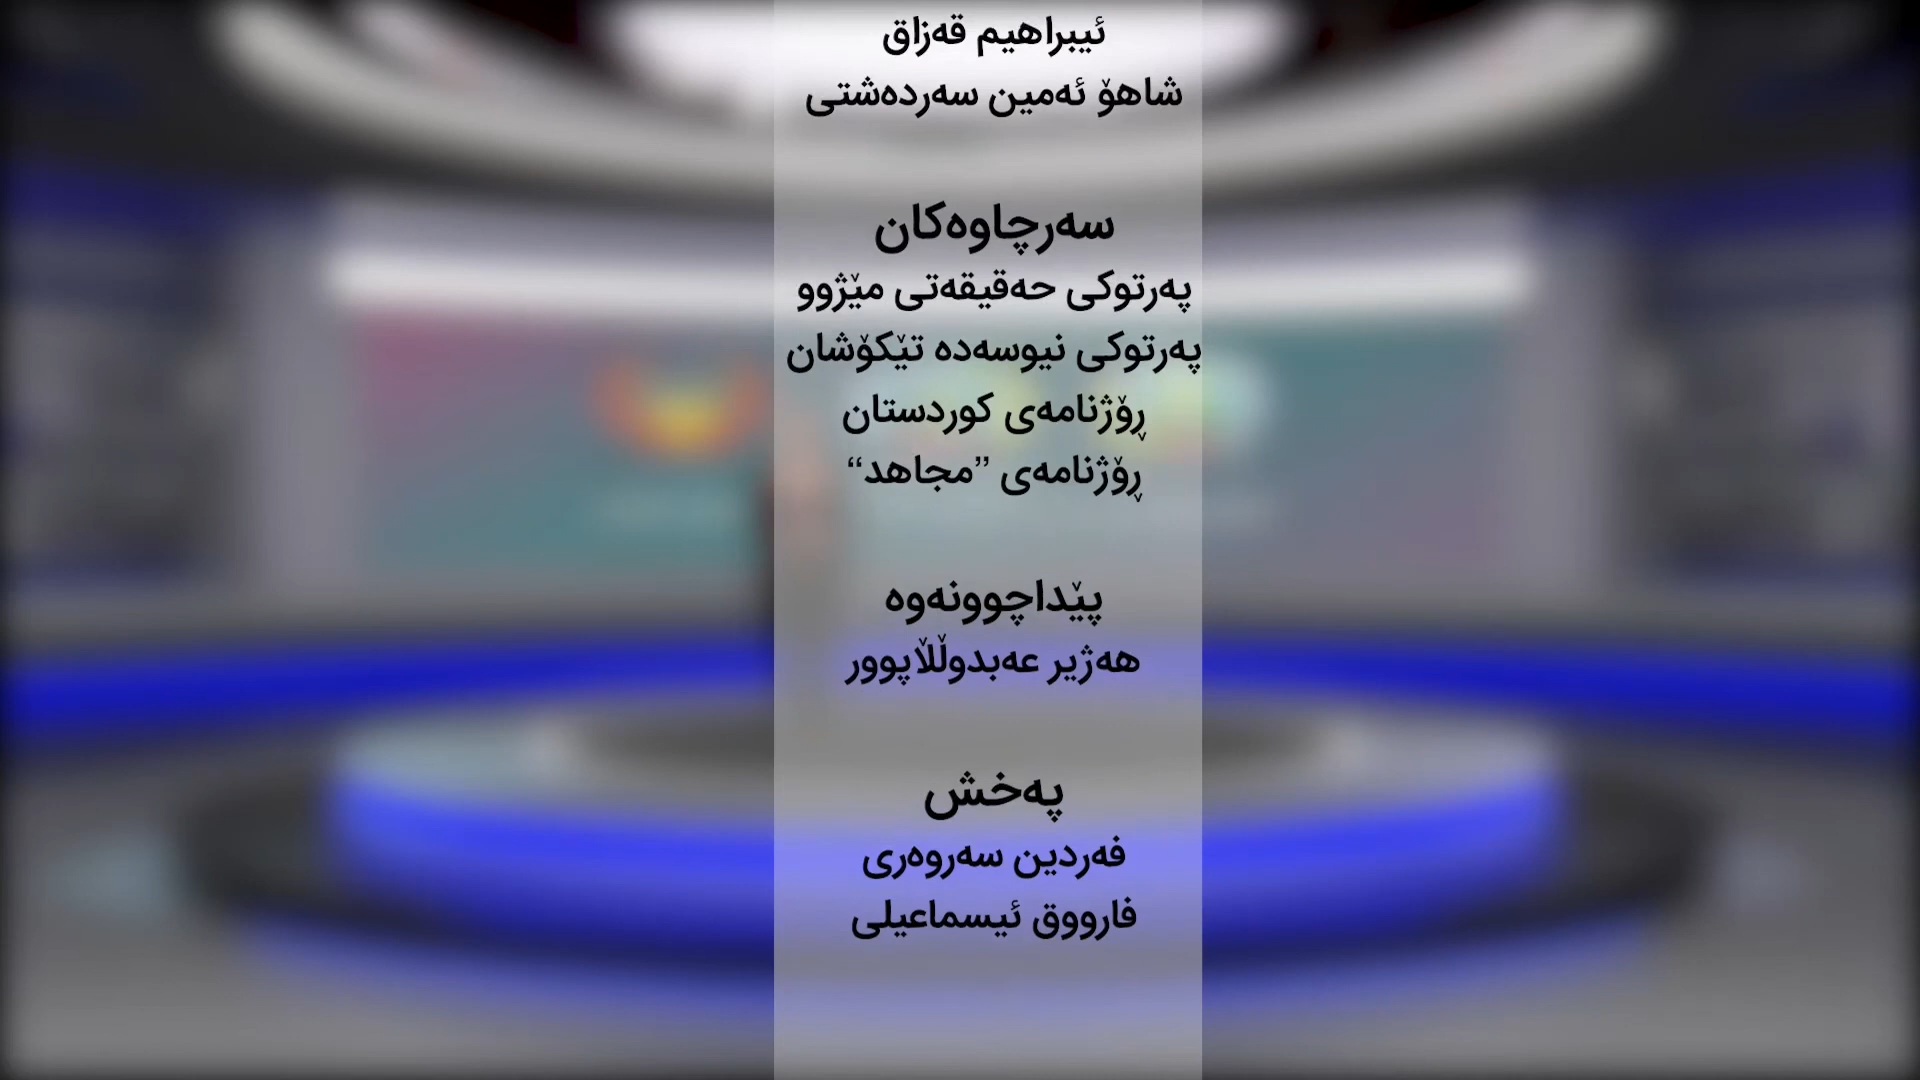 ئیبراهیم قەزاق
شاهۆ ئەمین سەردەشتی
سەرچاوەکان
پەرتوکی حەقیقەتی مێژوو
پەرتوکی نیوسەدە تێکۆشان
ڕۆژنامەی کوردستان
ڕۆژنامەی ”مجاهد“
پێداچوونەوە
هەژیر عەبدوڵڵاپوور
پەخش
فەردین سەروەری
فارووق ئیسماعیلی